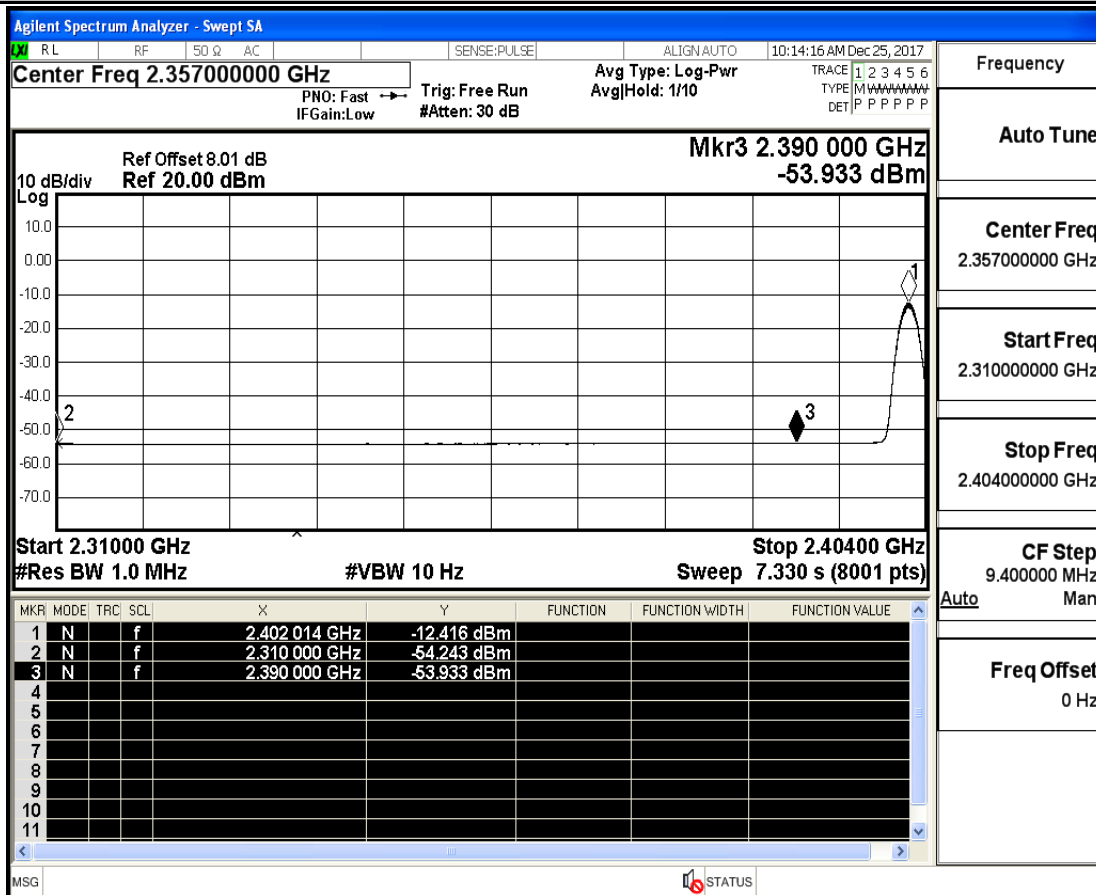 Agilent Spectrum Analyzer - Swept SA
LXI RL RF 50 Ω AC SENSE:PULSE ALIGN AUTO 10:14:16 AM Dec 25, 2017
Center Freq 2.357000000 GHz
PNO: Fast
IFGain:Low
Trig: Free Run
#Atten: 30 dB
Avg Type: Log-Pwr
Avg|Hold: 1/10
TRACE 1 2 3 4 5 6
TYPE M WWWWW
DET P P P P P P
Ref Offset 8.01 dB
10 dB/div Ref 20.00 dBm
Log
Mkr3 2.390 000 GHz
-53.933 dBm
10.0
0.00
-10.0
-20.0
-30.0
-40.0
-50.0
-60.0
-70.0
1
2
3
Start 2.31000 GHz Stop 2.40400 GHz
#Res BW 1.0 MHz #VBW 10 Hz Sweep 7.330 s (8001 pts)
MKR MODE TRC SCL X Y FUNCTION FUNCTION WIDTH FUNCTION VALUE
1 N f 2.402 014 GHz -12.416 dBm
2 N f 2.310 000 GHz -54.243 dBm
3 N f 2.390 000 GHz -53.933 dBm
4
5
6
7
8
9
10
11
MSG STATUS
Frequency
Auto Tune
Center Freq
2.357000000 GHz
Start Freq
2.310000000 GHz
Stop Freq
2.404000000 GHz
CF Step
9.400000 MHz
Auto Man
Freq Offset
0 Hz